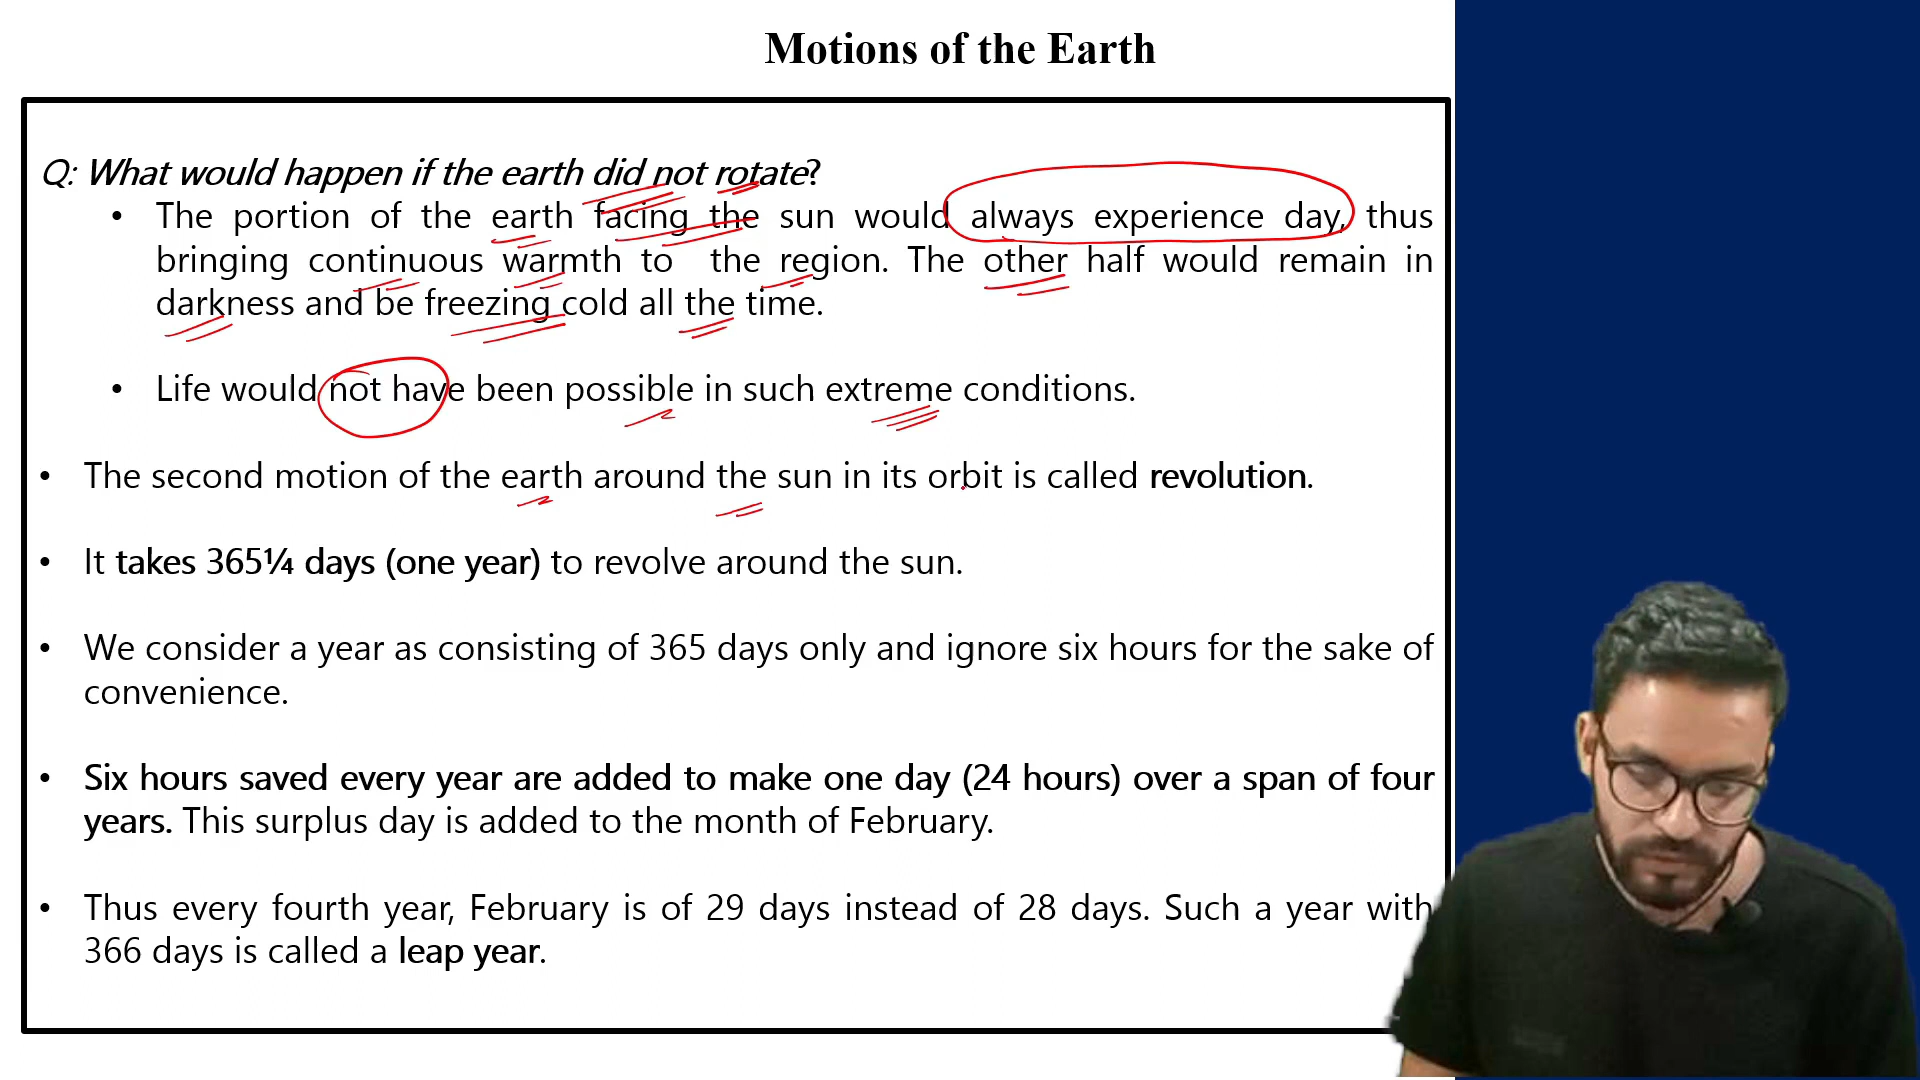 Motions of the Earth
Q: What would happen if the earth did not rotate?
• The portion of the earth facing the sun would always experience day, thus
bringing continuous warmth to the region. The other half would remain in
darkness and be freezing cold all the time.
• Life would not have been possible in such extreme conditions.
• The second motion of the earth around the sun in its orbit is called revolution.
• It takes 365¼ days (one year) to revolve around the sun.
• We consider a year as consisting of 365 days only and ignore six hours for the sake of
convenience.
• Six hours saved every year are added to make one day (24 hours) over a span of four
years. This surplus day is added to the month of February.
• Thus every fourth year, February is of 29 days instead of 28 days. Such a year with
366 days is called a leap year.